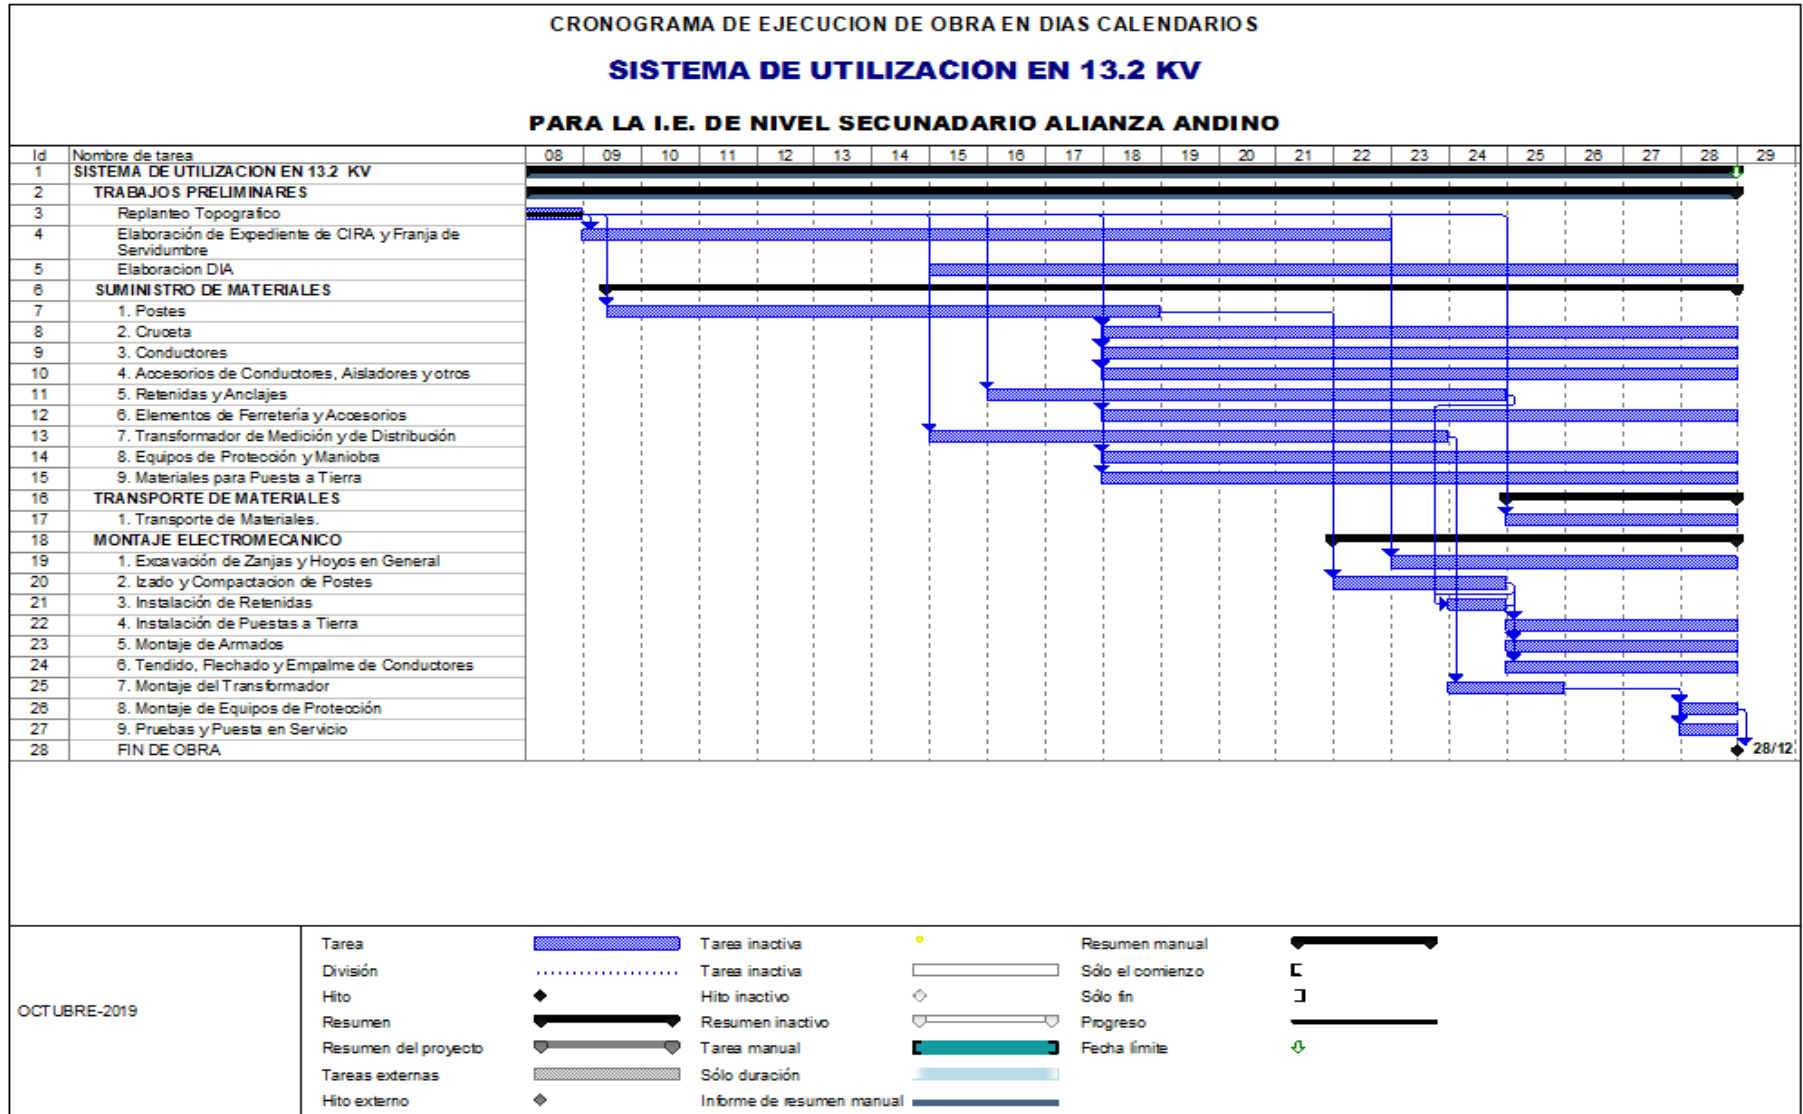 CRONOGRAMA DE EJECUCION DE OBRA EN DIAS CALENDARIOS
SISTEMA DE UTILIZACION EN 13.2 KV
PARA LA I.E. DE NIVEL SECUNADARIO ALIANZA ANDINO
Id Nombre de tarea 08 09 10 11 12 13 14 15 16 17 18 19 20 21 22 23 24 25 26 27 28 29
1 SISTEMA DE UTILIZACION EN 13.2 KV
2 TRABAJOS PRELIMINARES
3 Replanteo Topografico
4 Elaboración de Expediente de CIRA y Franja de
Servidumbre
5 Elaboracion DIA
6 SUMINISTRO DE MATERIALES
7 1. Postes
8 2. Cruceta
9 3. Conductores
10 4. Accesorios de Conductores, Aisladores y otros
11 5. Retenidas y Anclajes
12 6. Elementos de Ferretería y Accesorios
13 7. Transformador de Medición y de Distribución
14 8. Equipos de Protección y Maniobra
15 9. Materiales para Puesta a Tierra
16 TRANSPORTE DE MATERIALES
17 1. Transporte de Materiales.
18 MONTAJE ELECTROMECANICO
19 1. Excavación de Zanjas y Hoyos en General
20 2. Izado y Compactacion de Postes
21 3. Instalación de Retenidas
22 4. Instalación de Puestas a Tierra
23 5. Montaje de Armados
24 6. Tendido, Flechado y Empalme de Conductores
25 7. Montaje del Transformador
26 8. Montaje de Equipos de Protección
27 9. Pruebas y Puesta en Servicio
28 FIN DE OBRA 28/12
OCTUBRE-2019
Tarea Tarea inactiva Resumen manual
División Tarea inactiva Sólo el comienzo
Hito Hito inactivo Sólo fin
Resumen Resumen inactivo Progreso
Resumen del proyecto Tarea manual Fecha límite
Tareas externas Sólo duración
Hito externo Informe de resumen manual